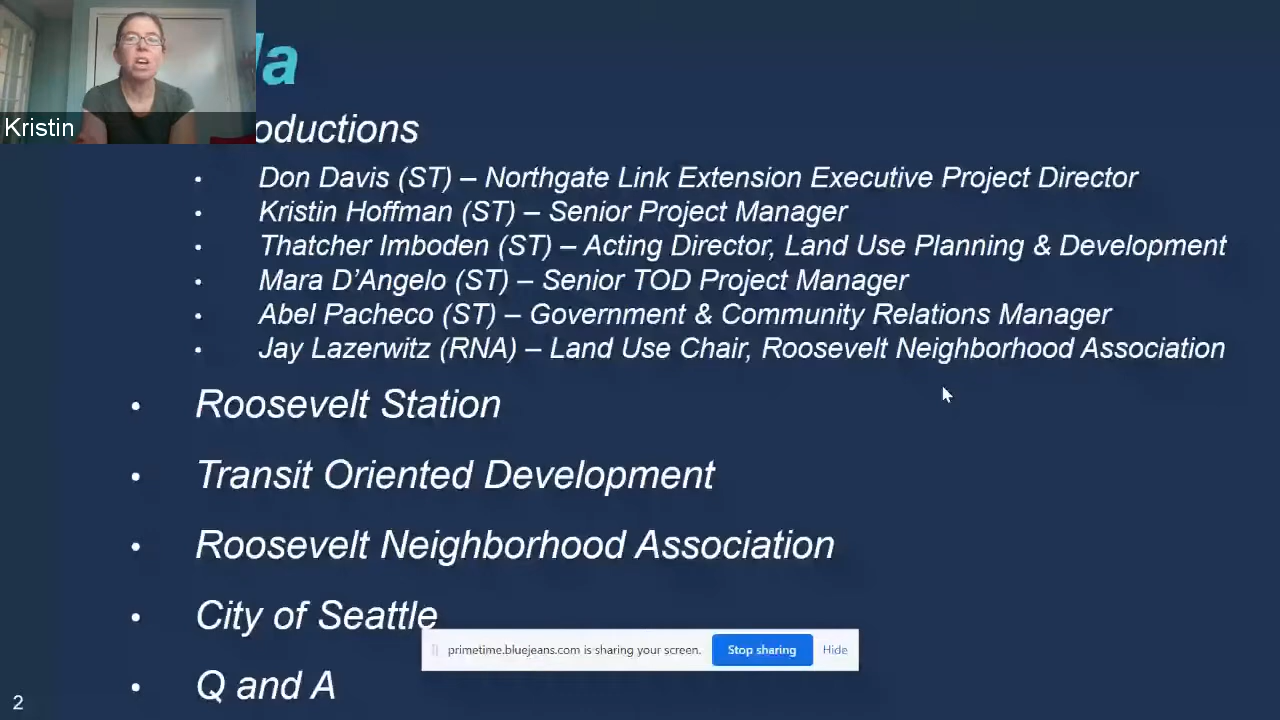 da
Kristin
oductions
• Don Davis (ST) – Northgate Link Extension Executive Project Director
• Kristin Hoffman (ST) – Senior Project Manager
• Thatcher Imboden (ST) – Acting Director, Land Use Planning & Development
• Mara D’Angelo (ST) – Senior TOD Project Manager
• Abel Pacheco (ST) – Government & Community Relations Manager
• Jay Lazerwitz (RNA) – Land Use Chair, Roosevelt Neighborhood Association
• Roosevelt Station
• Transit Oriented Development
• Roosevelt Neighborhood Association
• City of Seattle
primetime.bluejeans.com is sharing your screen. Stop sharing Hide
• Q and A
2